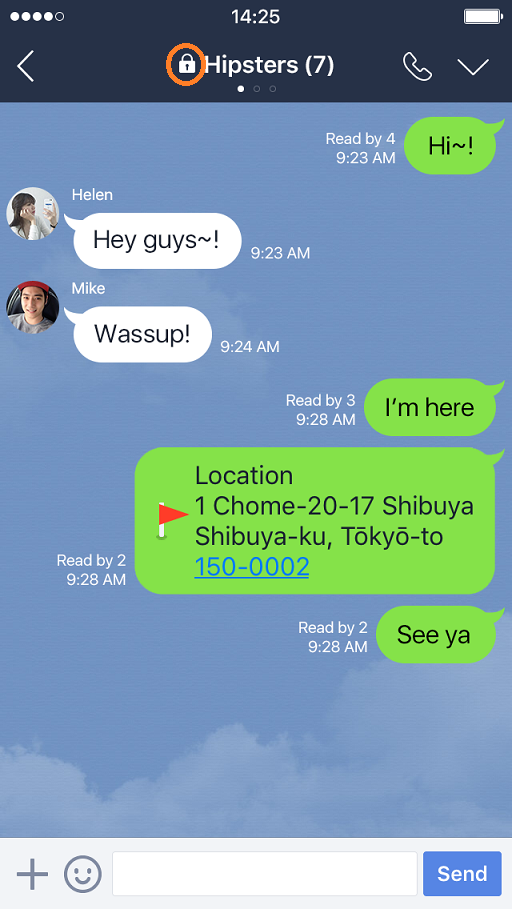 14:25
Hipsters (7)
Read by 4
9:23 AM
Hi~!
Helen
Hey guys~!
9:23 AM
Mike
Wassup!
9:24 AM
Read by 3
9:28 AM
I'm here
Location
1 Chome-20-17 Shibuya
Shibuya-ku, Tōkyō-to
150-0002
Read by 2
9:28 AM
Read by 2
9:28 AM
See ya
Send